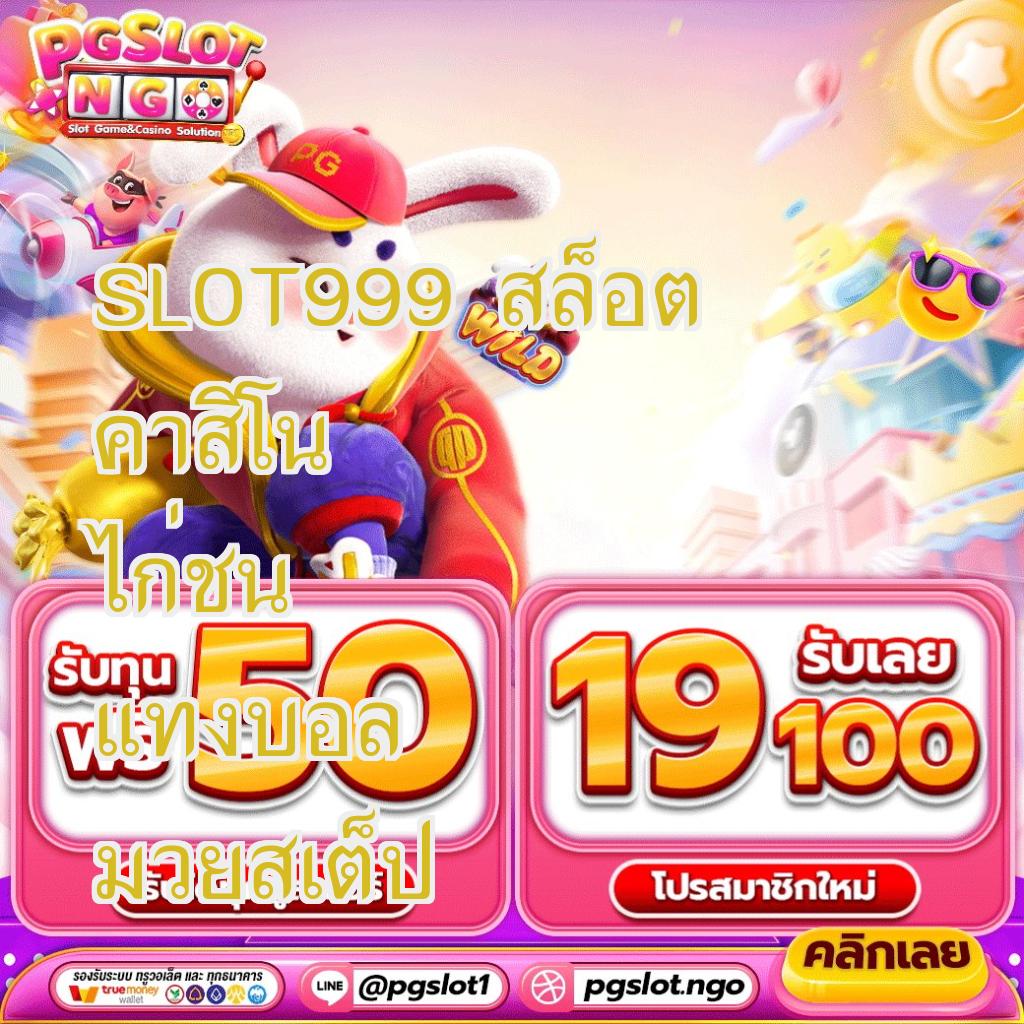 PGSLOT
NGO
Slot Game&Casino Solution
PG
SLOT999 สล็อต
WILD
คาสิโน
ไก่ชน
รับทุน
ฟรี 50
19 รับเลย
100
แทงบอล
มวยสเต็ป
โปรสมาชิกใหม่
คลิกเลย
รองรับระบบ ทรูวอเล็ต และ ทุกธนาคาร
truemoney
wallet
LINE @pgslot1
pgslot.ngo